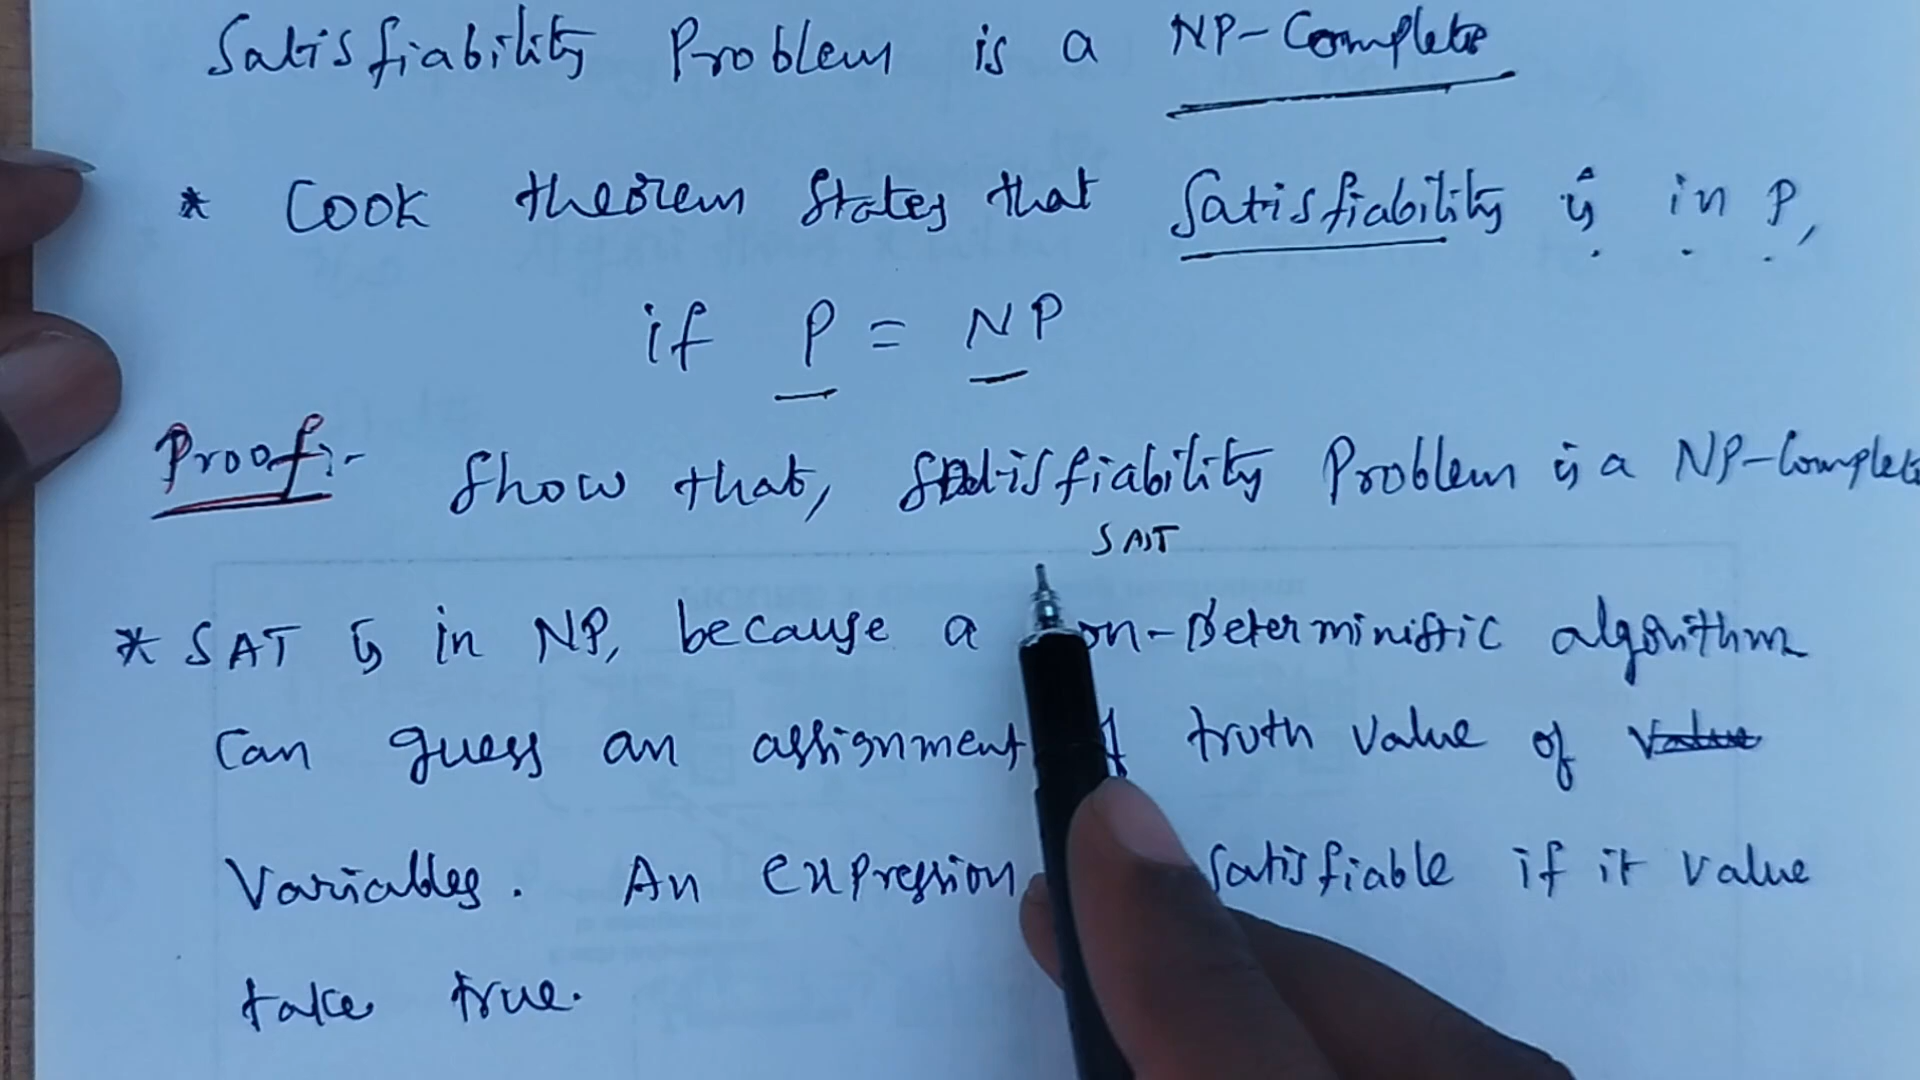 Satisfiability Problem is a NP-Complete
* Cook theorem states that Satisfiability is in P,
if P = NP
Proof:- Show that, Satisfiability Problem is a NP-Complete
SAT
* SAT is in NP, because a non-Deterministic algorithm
can guess an assignment of truth value of value
Variables. An expression satisfiable if it value
take true.